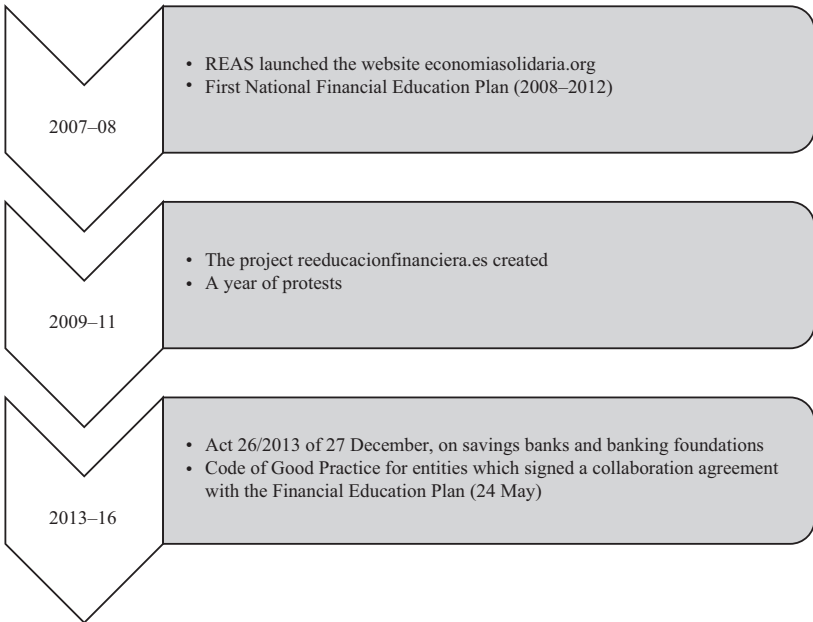 2007–08
• REAS launched the website economiasolidaria.org
• First National Financial Education Plan (2008–2012)
2009–11
• The project reeducacionfinanciera.es created
• A year of protests
2013–16
• Act 26/2013 of 27 December, on savings banks and banking foundations
• Code of Good Practice for entities which signed a collaboration agreement
with the Financial Education Plan (24 May)